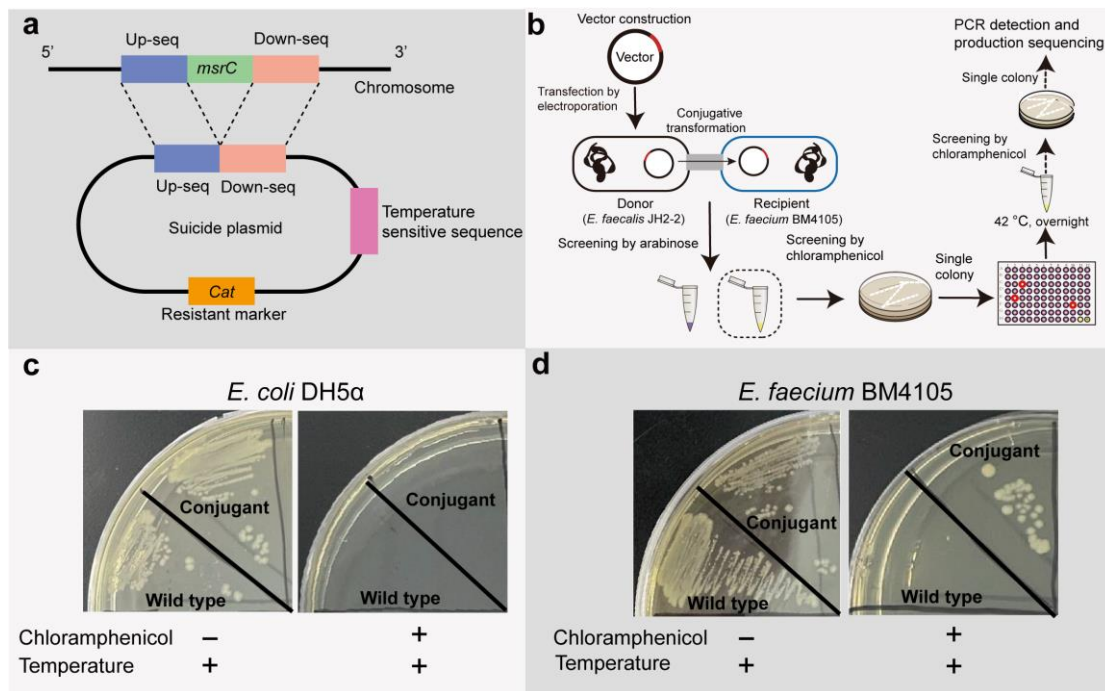 a
5’
Up-seq
msrC
Down-seq
3’
Chromosome
Up-seq
Down-seq
Suicide plasmid
Temperature
sensitive sequence
Cat
Resistant marker
b
Vector construction
Vector
Transfection by
electroporation
Conjugative
transformation
Donor
(E. faecalis JH2-2)
Recipient
(E. faecium BM4105)
Screening by arabinose
Screening by
chloramphenicol
Single
colony
42 °C, overnight
Screening by
chloramphenicol
Single colony
PCR detection and
production sequencing
c
E. coli DH5α
Conjugant
Wild type
Conjugant
Wild type
Chloramphenicol − +
Temperature + +
d
E. faecium BM4105
Conjugant
Wild type
Conjugant
Wild type
Chloramphenicol − +
Temperature + +